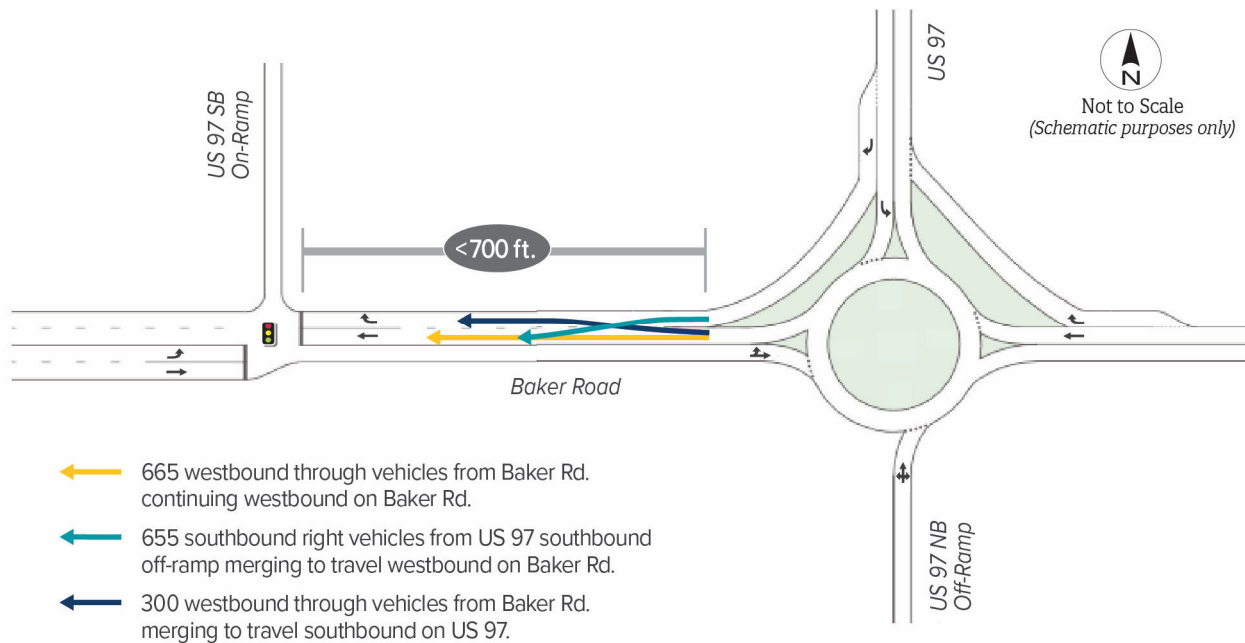 US 97 SB
On-Ramp
US 97
N
Not to Scale
(Schematic purposes only)
<700 ft.
Baker Road
665 westbound through vehicles from Baker Rd.
continuing westbound on Baker Rd.
655 southbound right vehicles from US 97 southbound
off-ramp merging to travel westbound on Baker Rd.
300 westbound through vehicles from Baker Rd.
merging to travel southbound on US 97.
US 97 NB
Off-Ramp